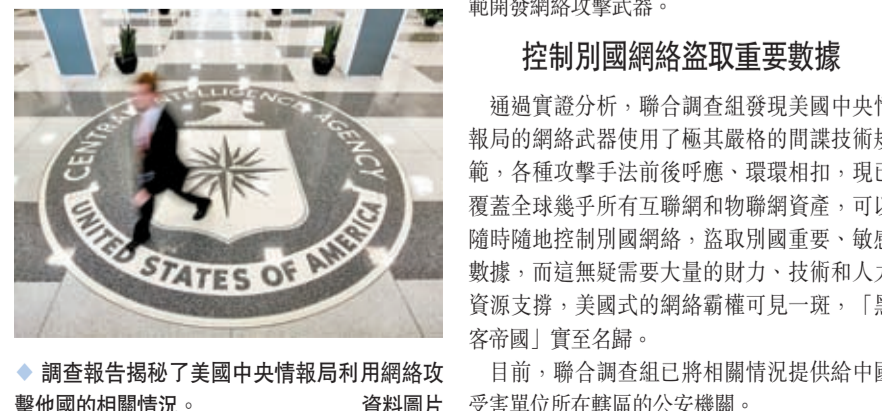 CENTRAL INTELLIGENCE AGENCY
UNITED STATES OF AMERICA
◆ 調查報告揭秘了美國中央情報局利用網絡攻
擊他國的相關情況。 資料圖片
範開發網絡攻擊武器。
控制別國網絡盜取重要數據
通過實證分析，聯合調查組發現美國中央情
報局的網絡武器使用了極其嚴格的間諜技術規
範，各種攻擊手法前後呼應、環環相扣，現已
覆蓋全球幾乎所有互聯網和物聯網資產，可以
隨時隨地控制別國網絡，盜取別國重要、敏感
數據，而這無疑需要大量的財力、技術和人力
資源支撐，美國式的網絡霸權可見一斑，「黑
客帝國」實至名歸。
目前，聯合調查組已將相關情況提供給中國
受害單位所在轄區的公安機關。